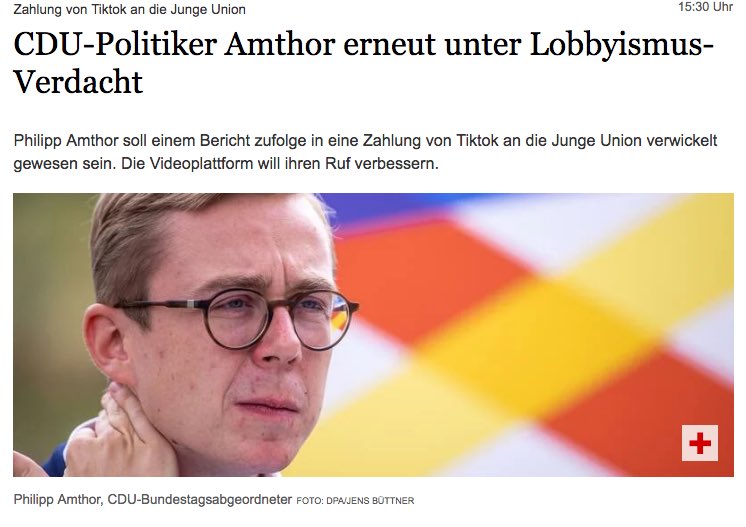 Zahlung von Tiktok an die Junge Union
15:30 Uhr
CDU-Politiker Amthor erneut unter Lobbyismus-
Verdacht
Philipp Amthor soll einem Bericht zufolge in eine Zahlung von Tiktok an die Junge Union verwickelt
gewesen sein. Die Videoplattform will ihren Ruf verbessern.
Philipp Amthor, CDU-Bundestagsabgeordneter FOTO: DPA/JENS BÜTTNER